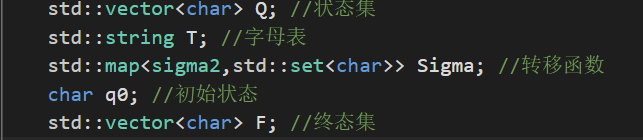 std::vector<char> Q; //状态集
std::string T; //字母表
std::map<sigma2,std::set<char>> Sigma; //转移函数
char q0; //初始状态
std::vector<char> F; //终态集